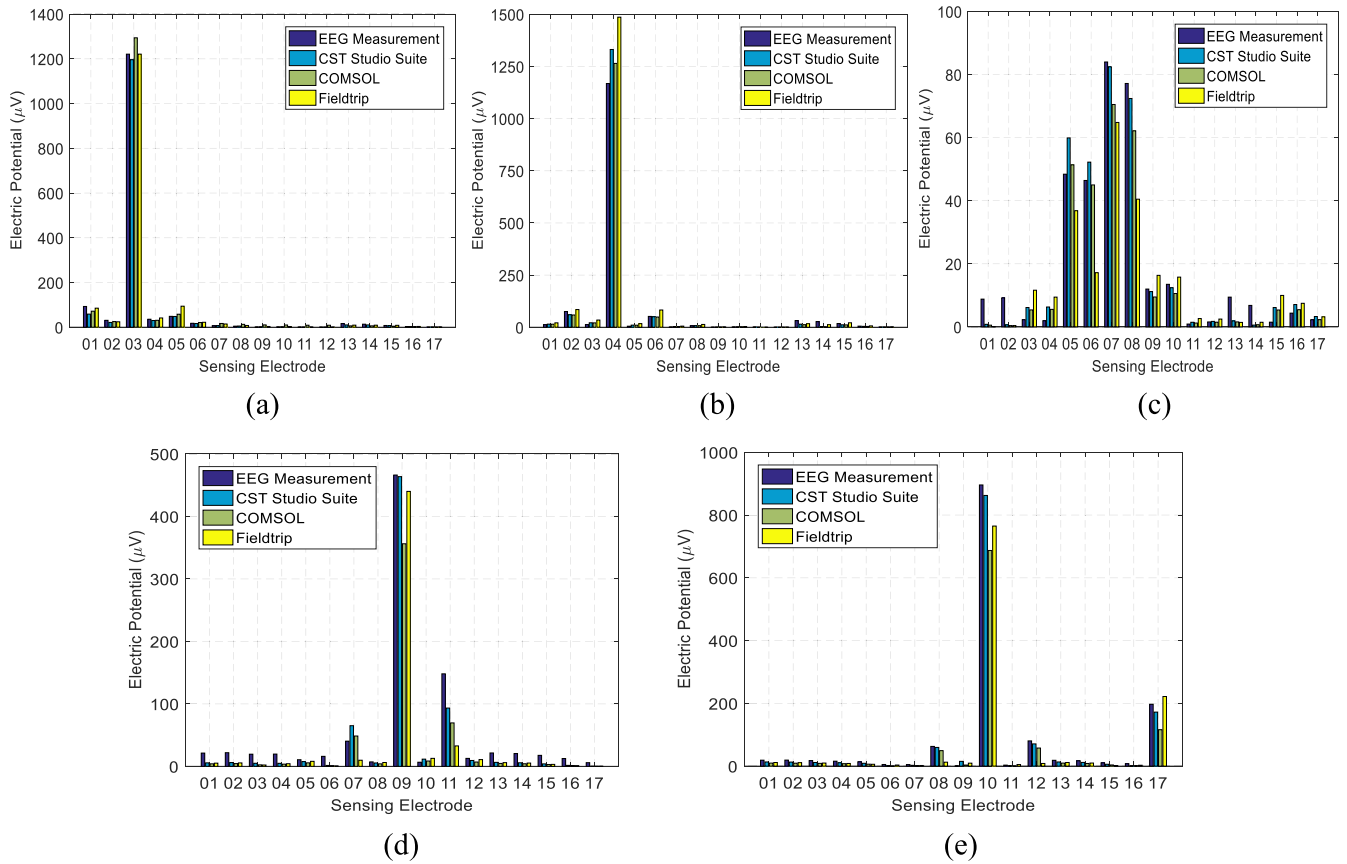 1400
1200
1000
800
600
400
200
0
Electric Potential (μV)
EEG Measurement
CST Studio Suite
COMSOL
Fieldtrip
01 02 03 04 05 06 07 08 09 10 11 12 13 14 15 16 17
Sensing Electrode
(a)
1500
1250
1000
750
500
250
0
Electric Potential (μV)
EEG Measurement
CST Studio Suite
COMSOL
Fieldtrip
01 02 03 04 05 06 07 08 09 10 11 12 13 14 15 16 17
Sensing Electrode
(b)
100
80
60
40
20
0
Electric Potential (μV)
EEG Measurement
CST Studio Suite
COMSOL
Fieldtrip
01 02 03 04 05 06 07 08 09 10 11 12 13 14 15 16 17
Sensing Electrode
(c)
500
400
300
200
100
0
Electric Potential (μV)
EEG Measurement
CST Studio Suite
COMSOL
Fieldtrip
01 02 03 04 05 06 07 08 09 10 11 12 13 14 15 16 17
Sensing Electrode
(d)
1000
800
600
400
200
0
Electric Potential (μV)
EEG Measurement
CST Studio Suite
COMSOL
Fieldtrip
01 02 03 04 05 06 07 08 09 10 11 12 13 14 15 16 17
Sensing Electrode
(e)